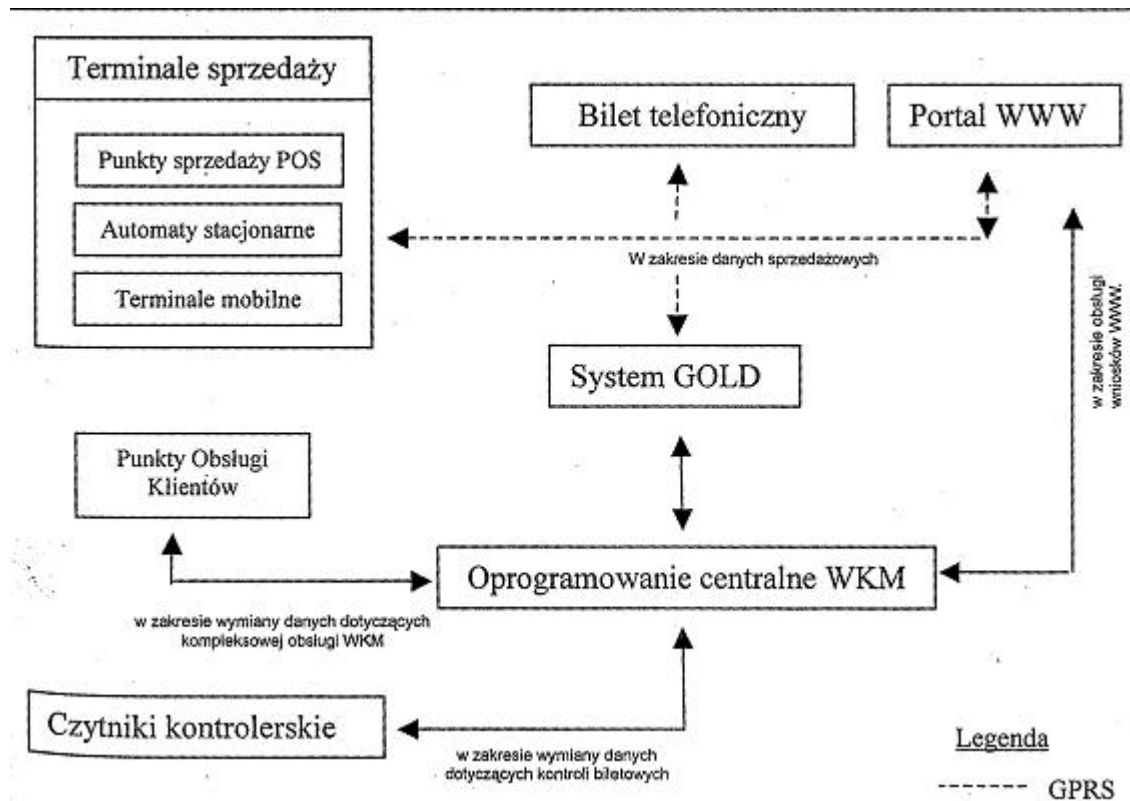 Terminale sprzedaży
Punkty sprzedaży POS
Automaty stacjonarne
Terminale mobilne
Bilet telefoniczny
Portal WWW
W zakresie danych sprzedażowych
System GOLD
w zakresie obsługi
wniosków WWW.
Punkty Obsługi
Klientów
Oprogramowanie centralne WKM
w zakresie wymiany danych dotyczących
kompleksowej obsługi WKM
Czytniki kontrolerskie
w zakresie wymiany danych
dotyczących kontroli biletowych
Legenda
GPRS